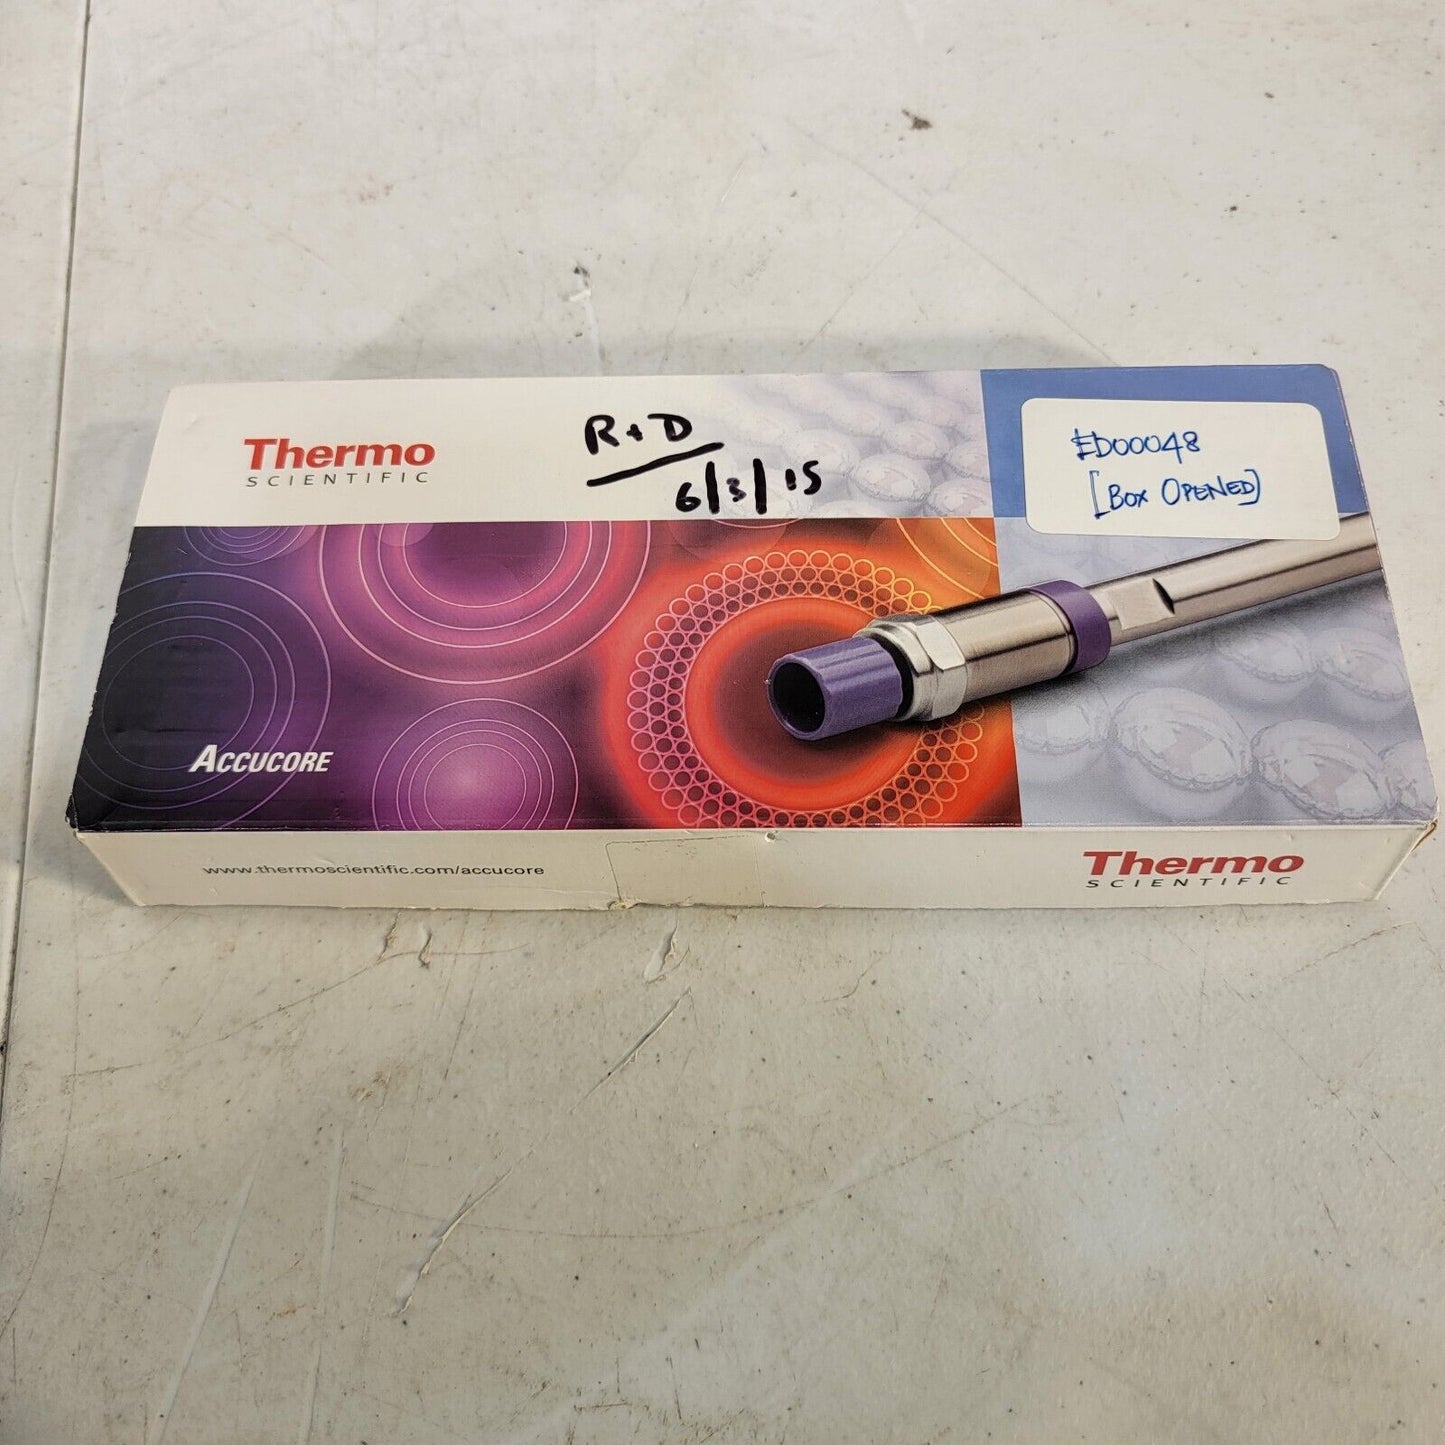 Thermo
SCIENTIFIC
R+D
6/3/15
ED00048
[BOX OPENED]
ACCUCORE
www.thermoscientific.com/accucore
Thermo
SCIENTIFIC